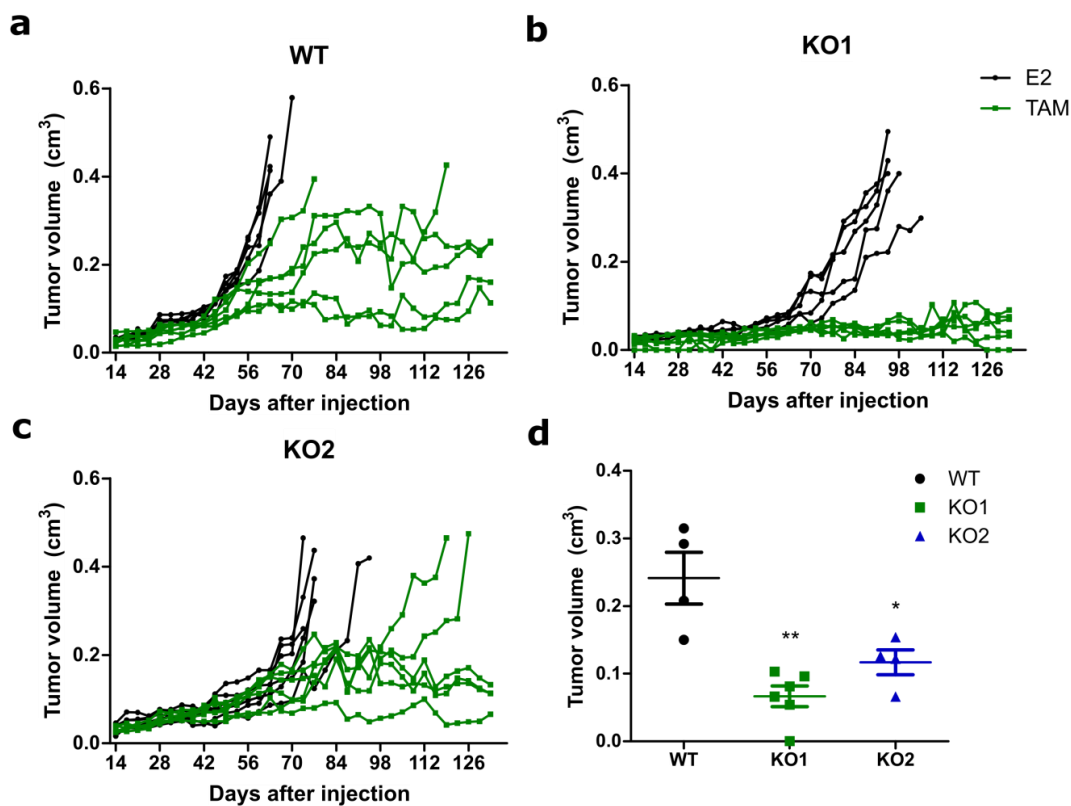 a
WT
Tumor volume (cm³)
0.6
0.4
0.2
0.0
14 28 42 56 70 84 98 112 126
Days after injection
b
KO1
E2
TAM
Tumor volume (cm³)
0.6
0.4
0.2
0.0
14 28 42 56 70 84 98 112 126
Days after injection
c
KO2
Tumor volume (cm³)
0.6
0.4
0.2
0.0
14 28 42 56 70 84 98 112 126
Days after injection
d
WT
KO1
KO2
Tumor volume (cm³)
0.4
0.3
0.2
0.1
0.0
**
*
WT KO1 KO2